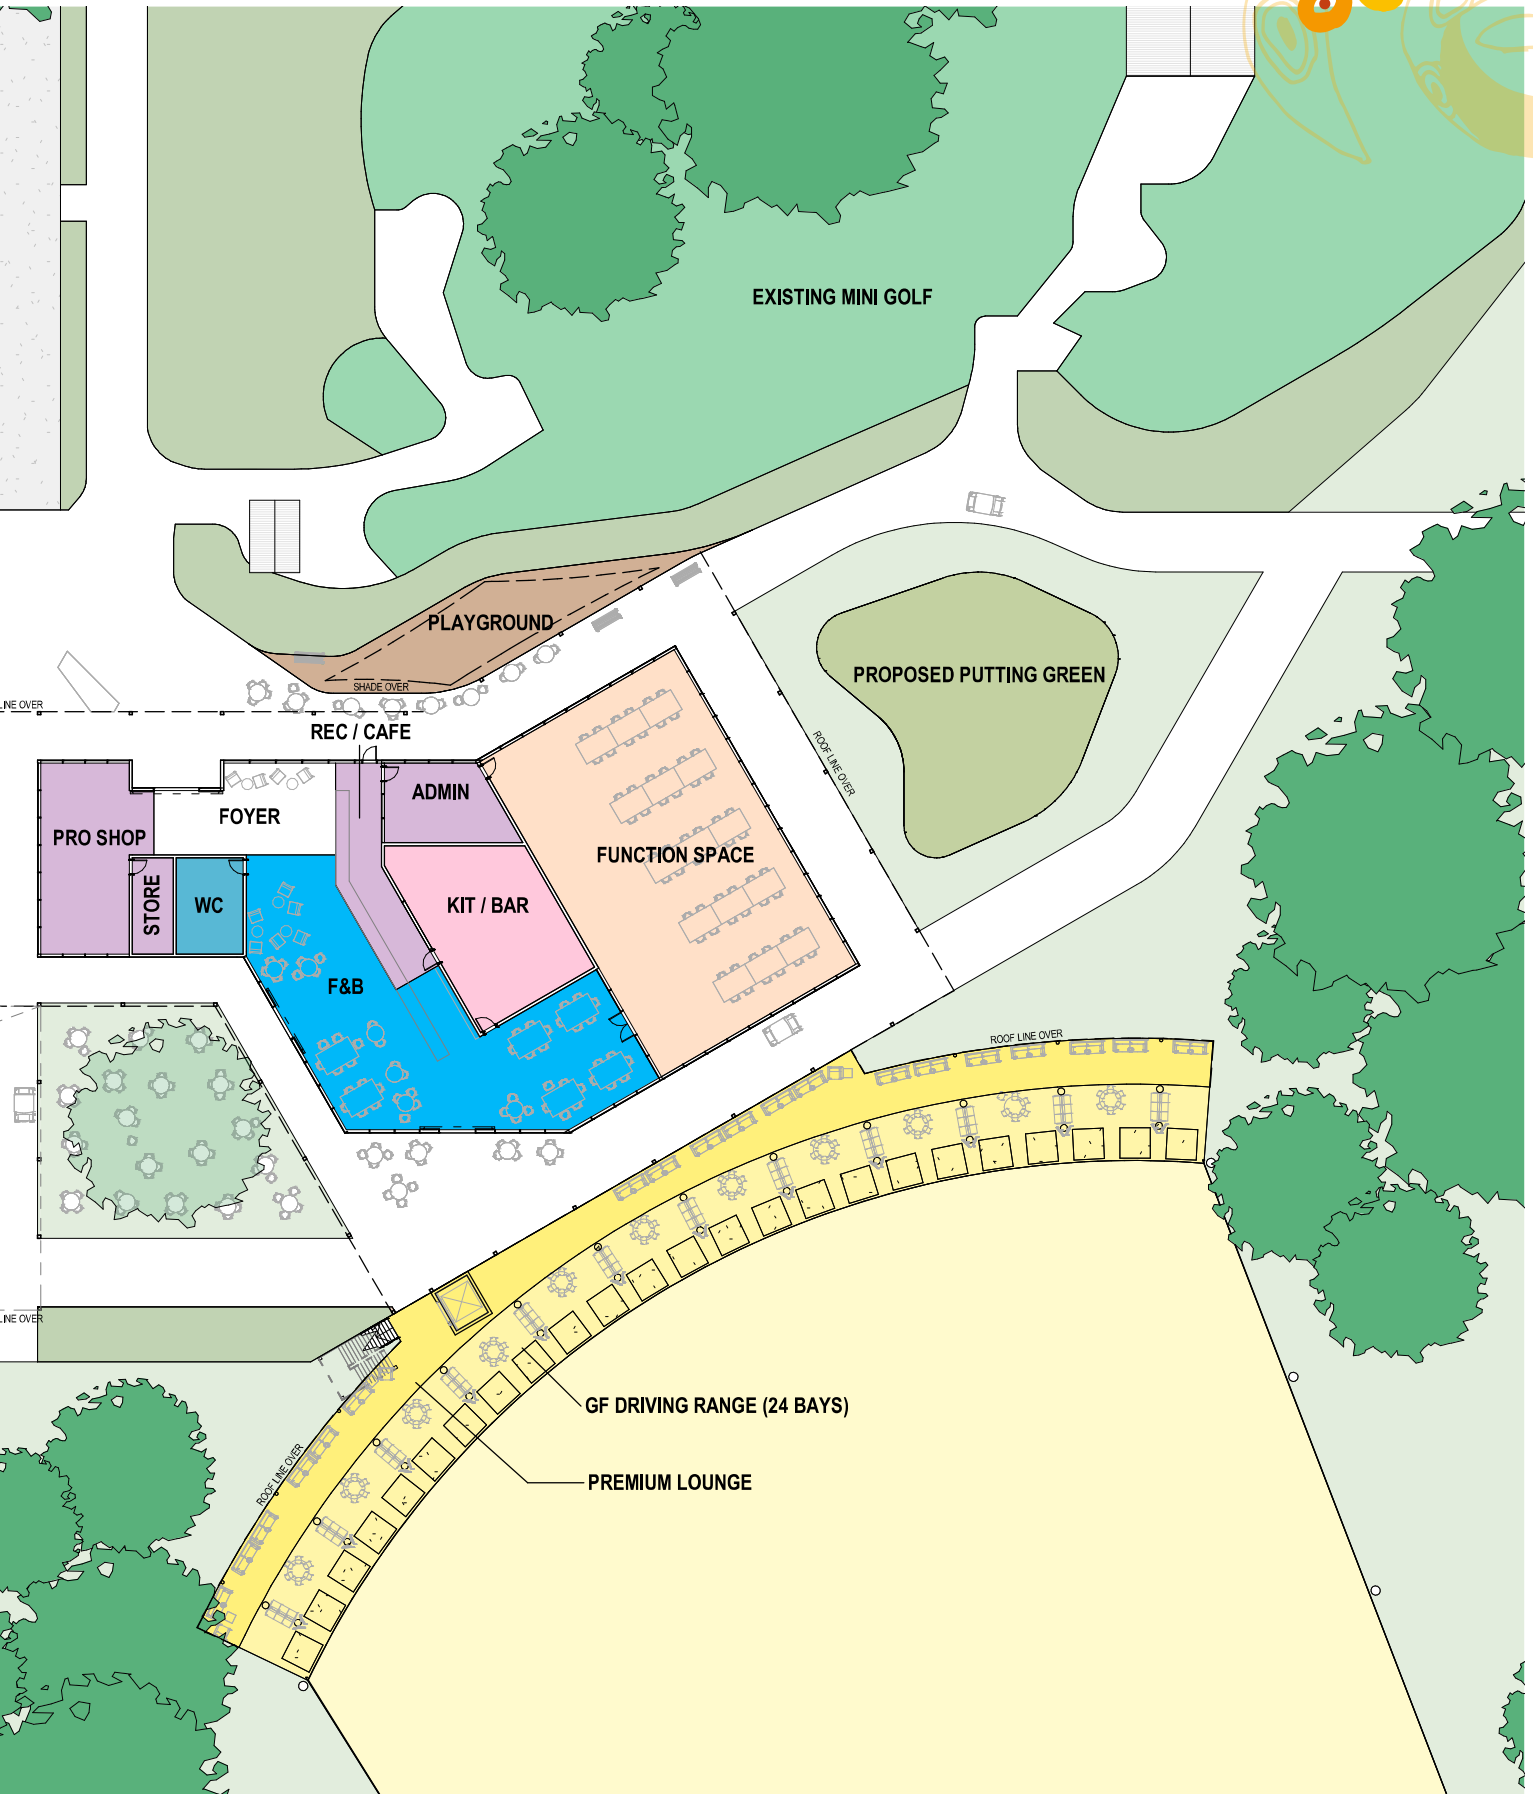 EXISTING MINI GOLF
PLAYGROUND
PROPOSED PUTTING GREEN
SHADE OVER
LINE OVER
REC / CAFE
ROOF LINE OVER
ADMIN
FOYER
PRO SHOP
FUNCTION SPACE
STORE
WC
KIT / BAR
F&B
ROOF LINE OVER
LINE OVER
GF DRIVING RANGE (24 BAYS)
PREMIUM LOUNGE
ROOF LINE OVER